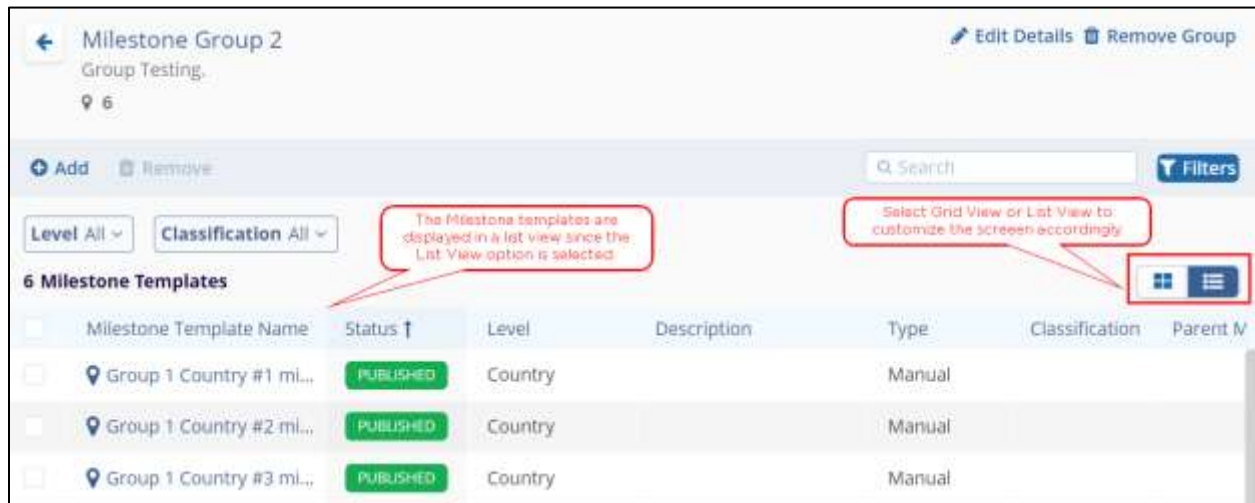 Milestone Group 2
Edit Details Remove Group
Group Testing.
6
Add Remove
Search
Filters
Level All
Classification All
The Milestone templates are
displayed in a list view since the
List View option is selected.
Select Grid View or List View to
customize the screeen accordingly
6 Milestone Templates
Milestone Template Name Status ↑ Level Description Type Classification Parent M
Group 1 Country #1 mi... PUBLISHED Country Manual
Group 1 Country #2 mi... PUBLISHED Country Manual
Group 1 Country #3 mi... PUBLISHED Country Manual